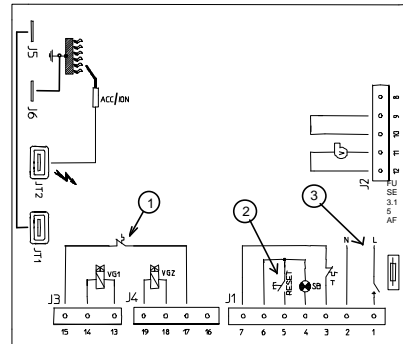 J5
J6
ACC/ION
JT2
JT1
8
9
10
11
12
V
J2
FU
SE
3.1
5
AF
1
2
3
N
L
VG1
VG2
E
RESET
SB
T
J3
J4
J1
15
14
13
19
18
17
16
7
6
5
4
3
2
1